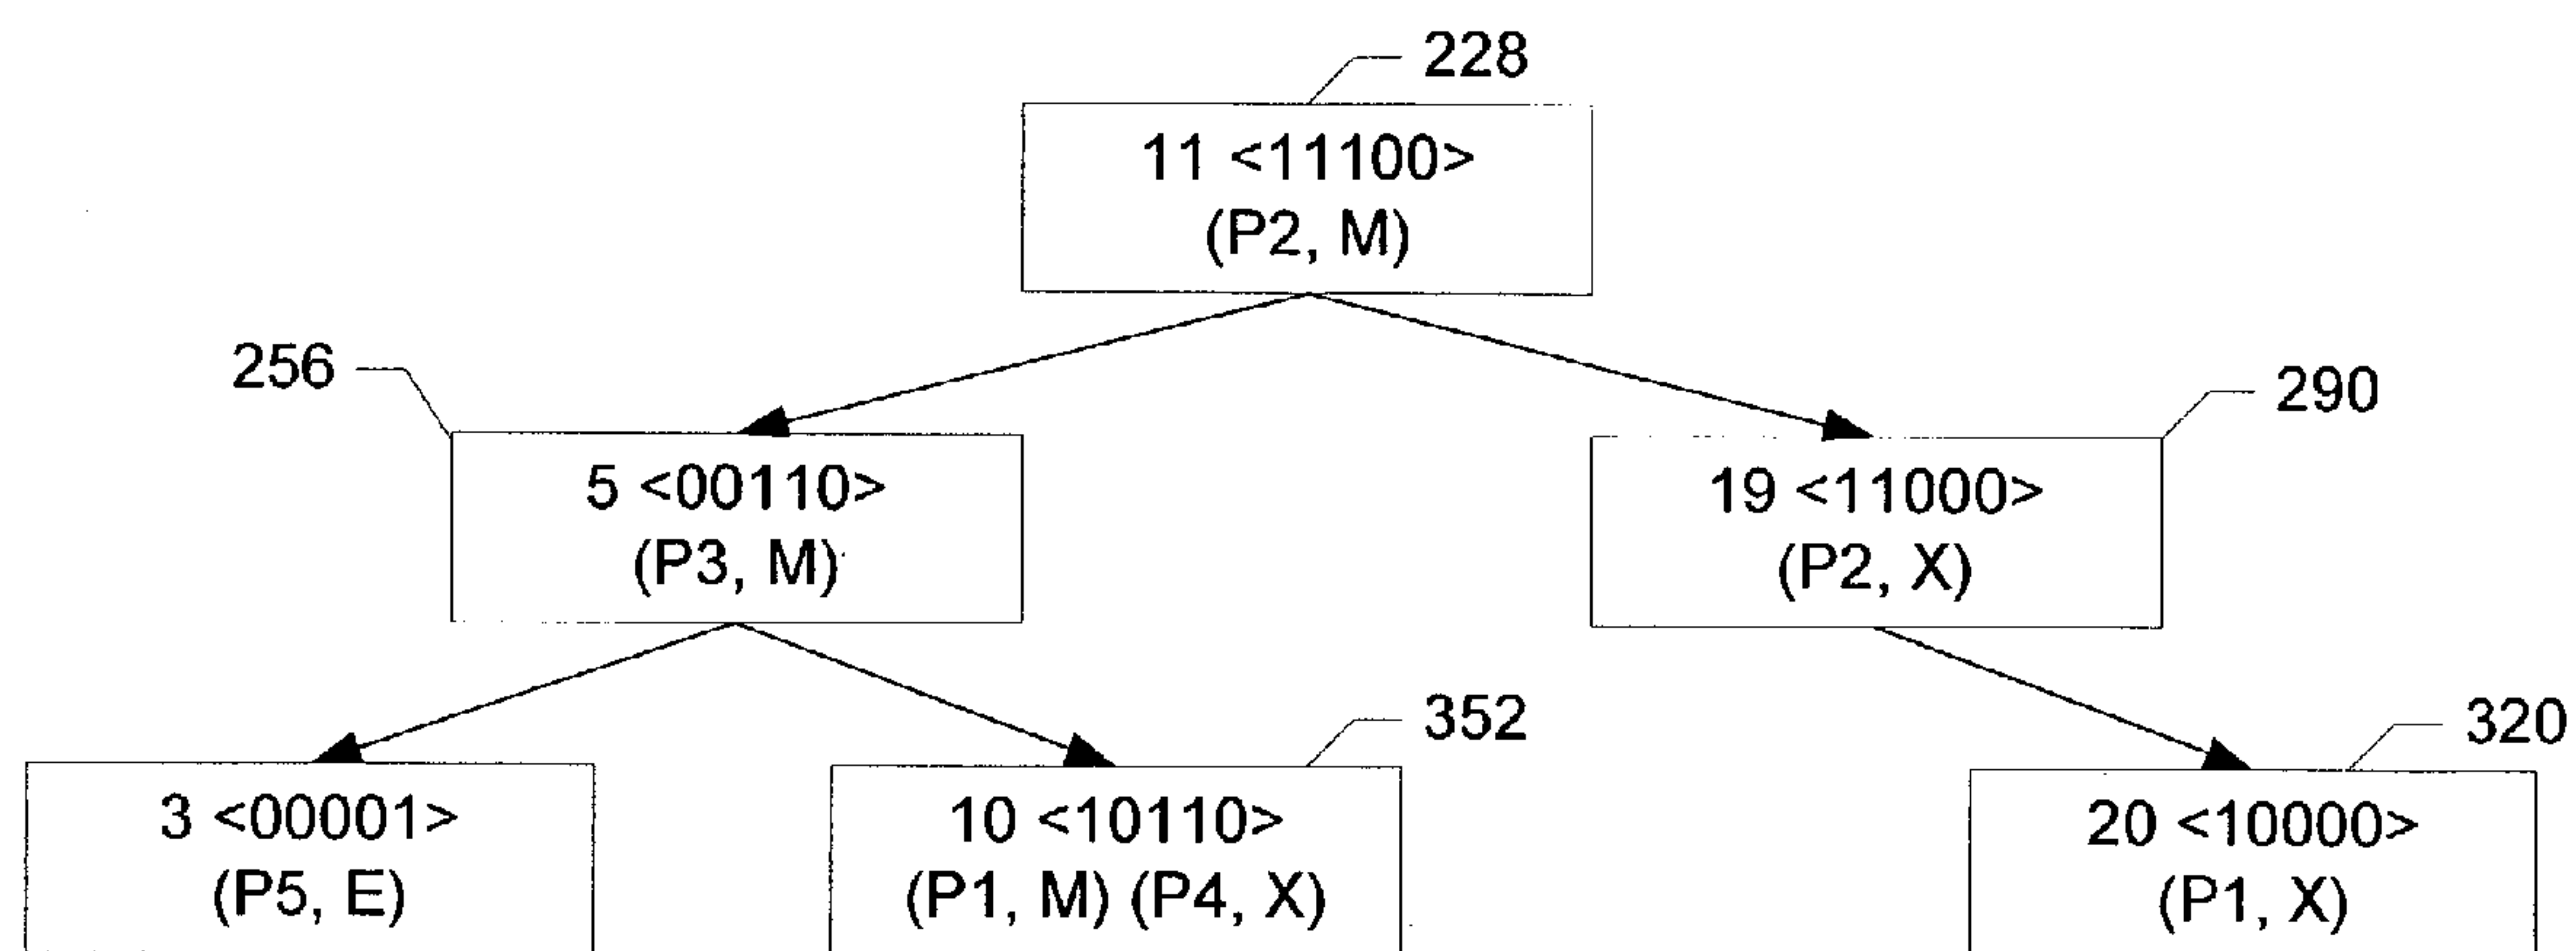 228
11 <11100>
(P2, M)
256
290
5 <00110>
(P3, M)
19 <11000>
(P2, X)
352
320
3 <00001>
(P5, E)
10 <10110>
(P1, M) (P4, X)
20 <10000>
(P1, X)